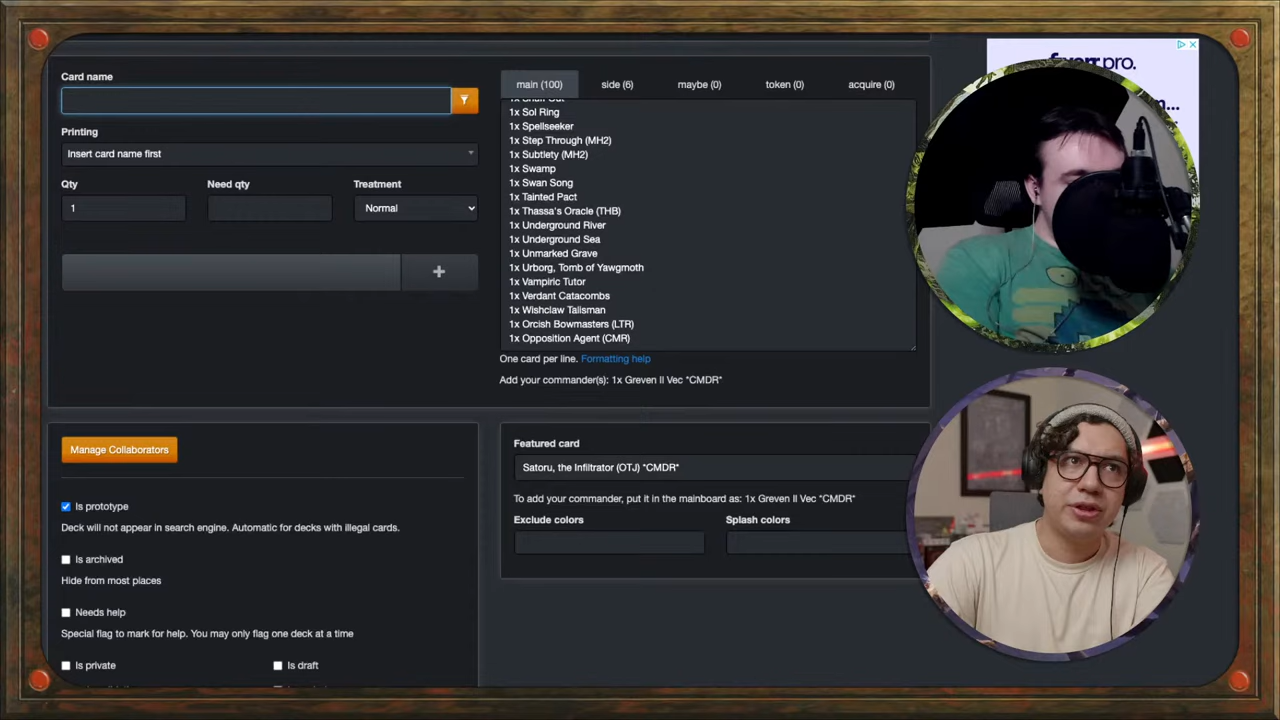 Card name
Printing
Insert card name first
Qty
Need qty
Treatment
1
Normal
+
main (100)
side (6)
maybe (0)
token (0)
acquire (0)
1x Snuff Out
1x Sol Ring
1x Spellseeker
1x Step Through (MH2)
1x Subtlety (MH2)
1x Swamp
1x Swan Song
1x Tainted Pact
1x Thassa's Oracle (THB)
1x Underground River
1x Underground Sea
1x Unmarked Grave
1x Urborg, Tomb of Yawgmoth
1x Vampiric Tutor
1x Verdant Catacombs
1x Wishclaw Talisman
1x Orcish Bowmasters (LTR)
1x Opposition Agent (CMR)
One card per line. Formatting help
Add your commander(s): 1x Greven Il Vec *CMDR*
pro.
Manage Collaborators
Is prototype
Deck will not appear in search engine. Automatic for decks with illegal cards.
Is archived
Hide from most places
Needs help
Special flag to mark for help. You may only flag one deck at a time
Is private
Is draft
Featured card
Satoru, the Infiltrator (OTJ) *CMDR*
To add your commander, put it in the mainboard as: 1x Greven Il Vec *CMDR*
Exclude colors
Splash colors